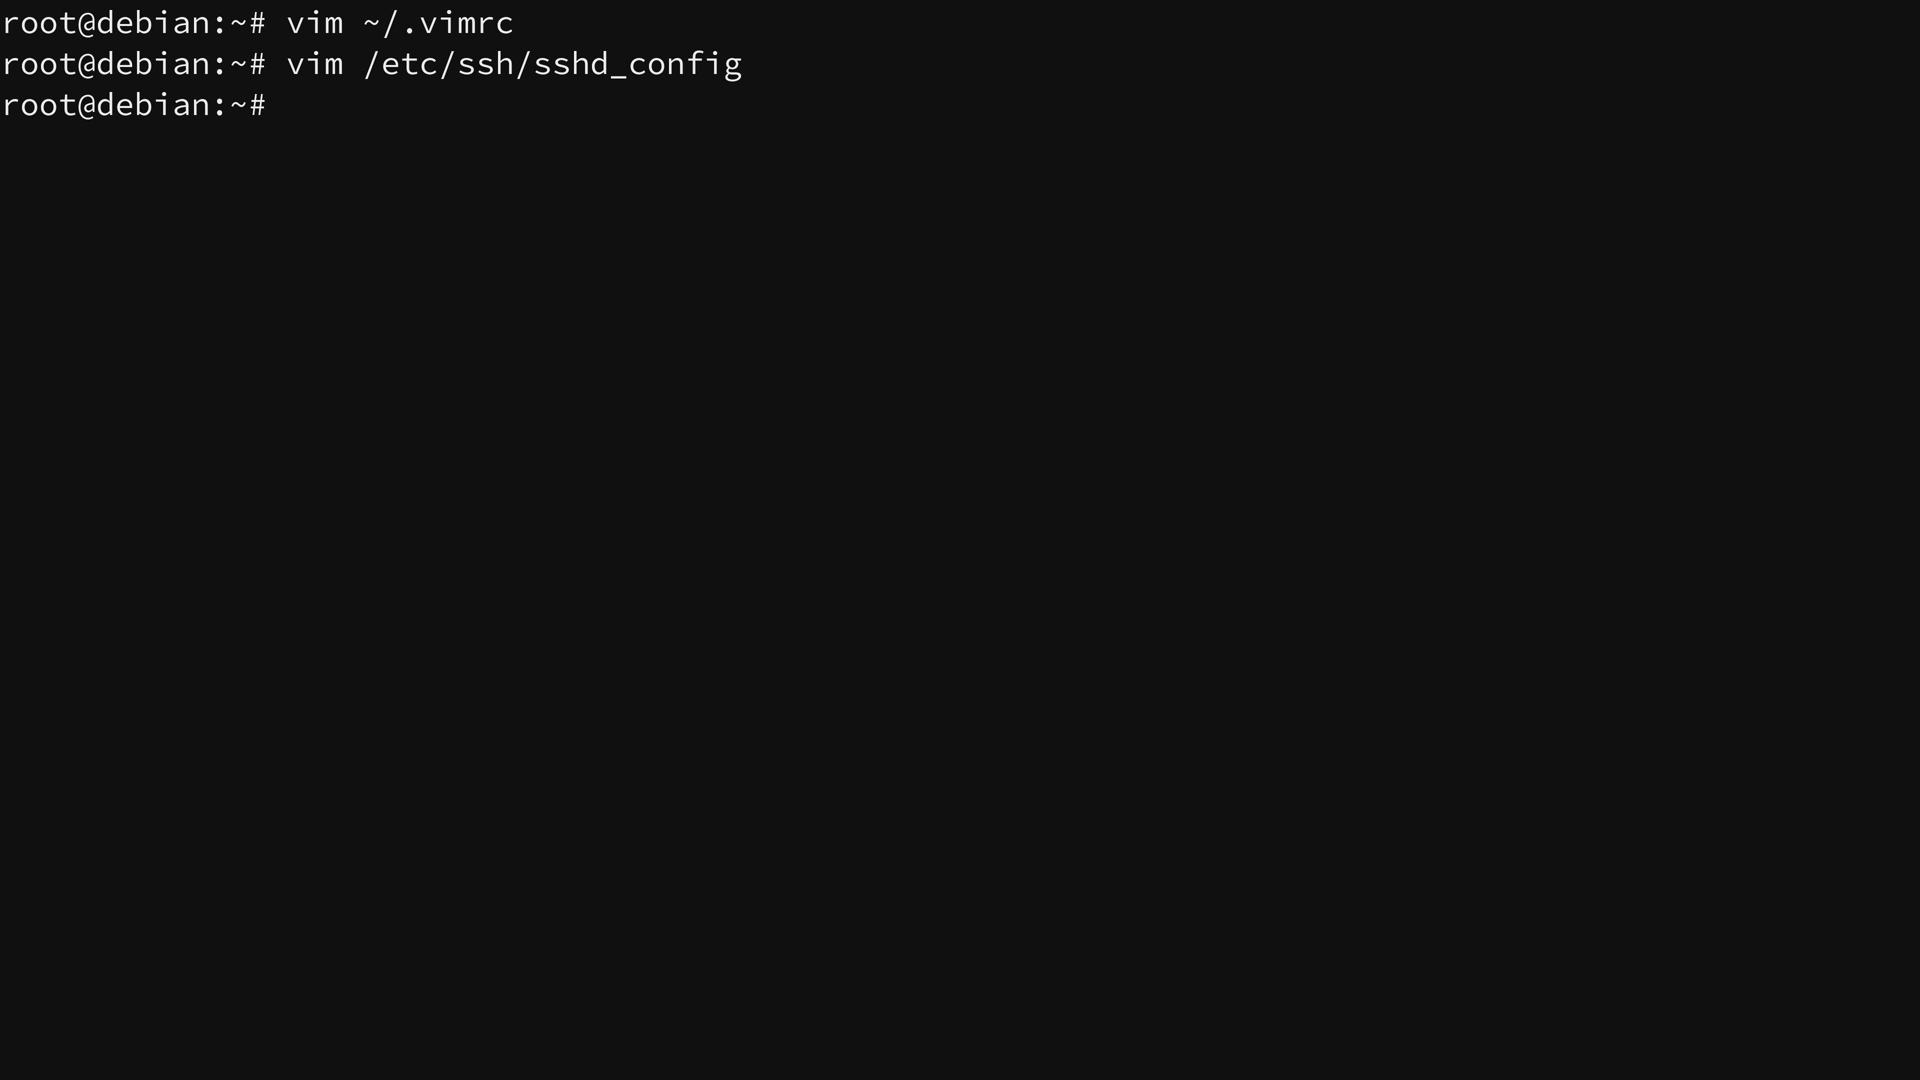 root@debian:~# vim ~/.vimrc
root@debian:~# vim /etc/ssh/sshd_config
root@debian:~#